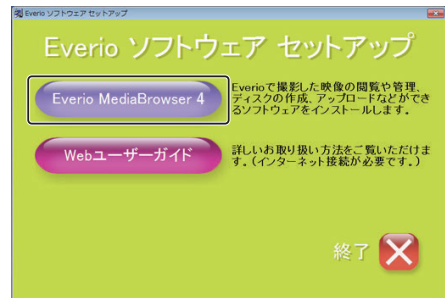 Everio ソフトウェア セットアップ
Everio ソフトウェア セットアップ
Everio MediaBrowser 4
Everioで撮影した映像の閲覧や管理、
ディスクの作成、アップロードなどができ
るソフトウェアをインストールします。
Webユーザーガイド
詳しいお取り扱い方法をご覧いただけま
す。(インターネット接続が必要です。)
終了